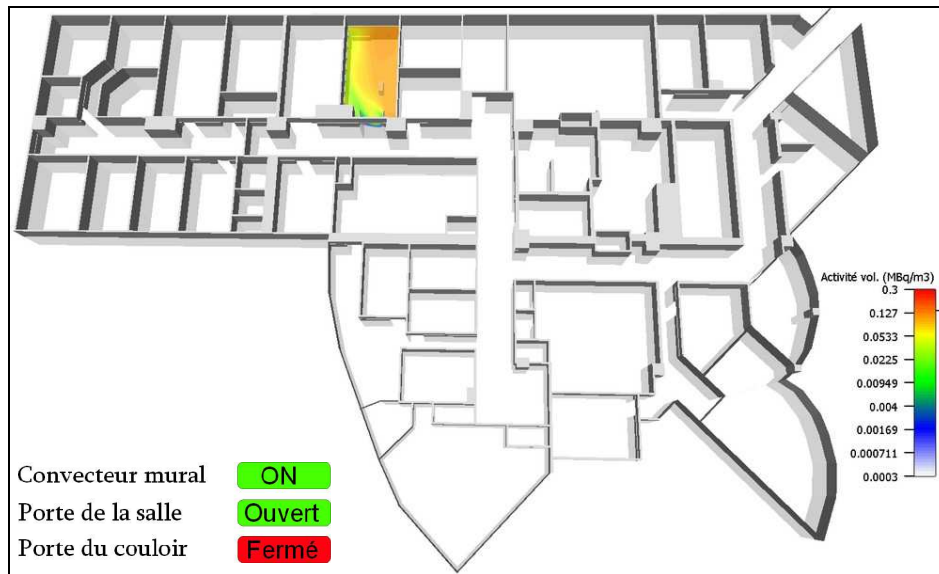 Activité vol. (MBq/m3)
0.3
0.127
0.0533
0.0225
0.00949
0.004
0.00169
0.000711
0.0003
Convecteur mural ON
Porte de la salle Ouvert
Porte du couloir Fermé